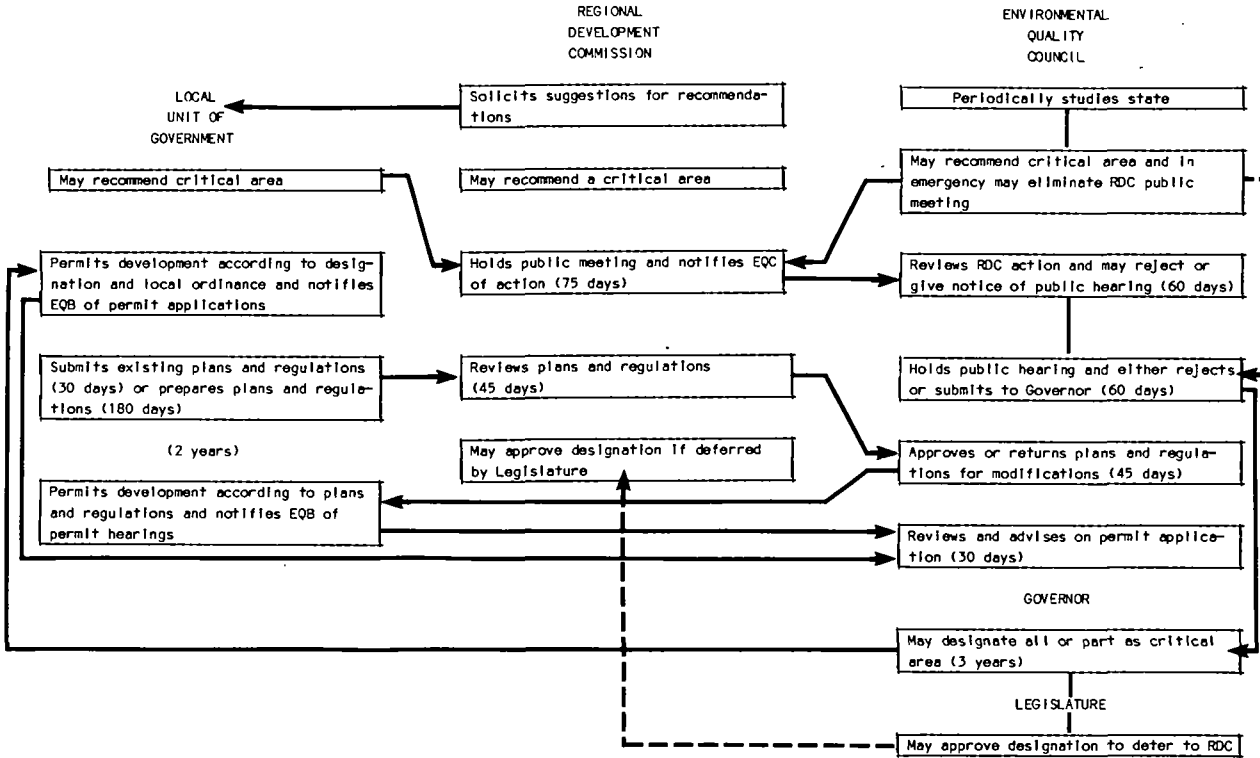 REGIONAL
DEVELOPMENT
COMMISSION
ENVIRONMENTAL
QUALITY
COUNCIL
LOCAL
UNIT OF
GOVERNMENT
Solicits suggestions for recommenda-
tions
Periodically studies state
May recommend critical area
May recommend a critical area
May recommend critical area and in
emergency may eliminate RDC public
meeting
Permits development according to desig-
nation and local ordinance and notifies
EQB of permit applications
Holds public meeting and notifies EQC
of action (75 days)
Reviews RDC action and may reject or
give notice of public hearing (60 days)
Submits existing plans and regulations
(30 days) or prepares plans and regula-
tions (180 days)
Reviews plans and regulations
(45 days)
Holds public hearing and either rejects
or submits to Governor (60 days)
(2 years)
May approve designation if deferred
by Legislature
Approves or returns plans and regula-
tions for modifications (45 days)
Permits development according to plans
and regulations and notifies EQB of
permit hearings
Reviews and advises on permit applica-
tion (30 days)
GOVERNOR
May designate all or part as critical
area (3 years)
LEGISLATURE
May approve designation to deter to RDC